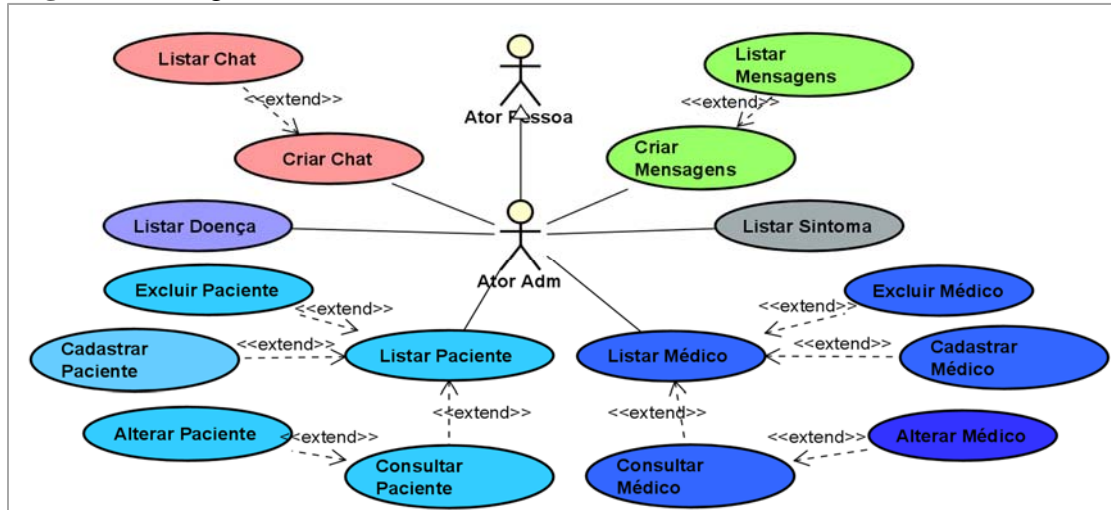 Listar Chat
Listar
Mensagens
<<extend>>
<<extend>>
Ator Pessoa
Criar Chat
Criar
Mensagens
Listar Doença
Listar Sintoma
Ator Adm
Excluir Paciente
Excluir Médico
<<extend>>
<<extend>>
Cadastrar
Paciente
<<extend>>
Listar Paciente
Listar Médico
<<extend>>
Cadastrar
Médico
<<extend>>
<<extend>>
Alterar Paciente
<<extend>>
<<extend>>
Alterar Médico
Consultar
Paciente
Consultar
Médico